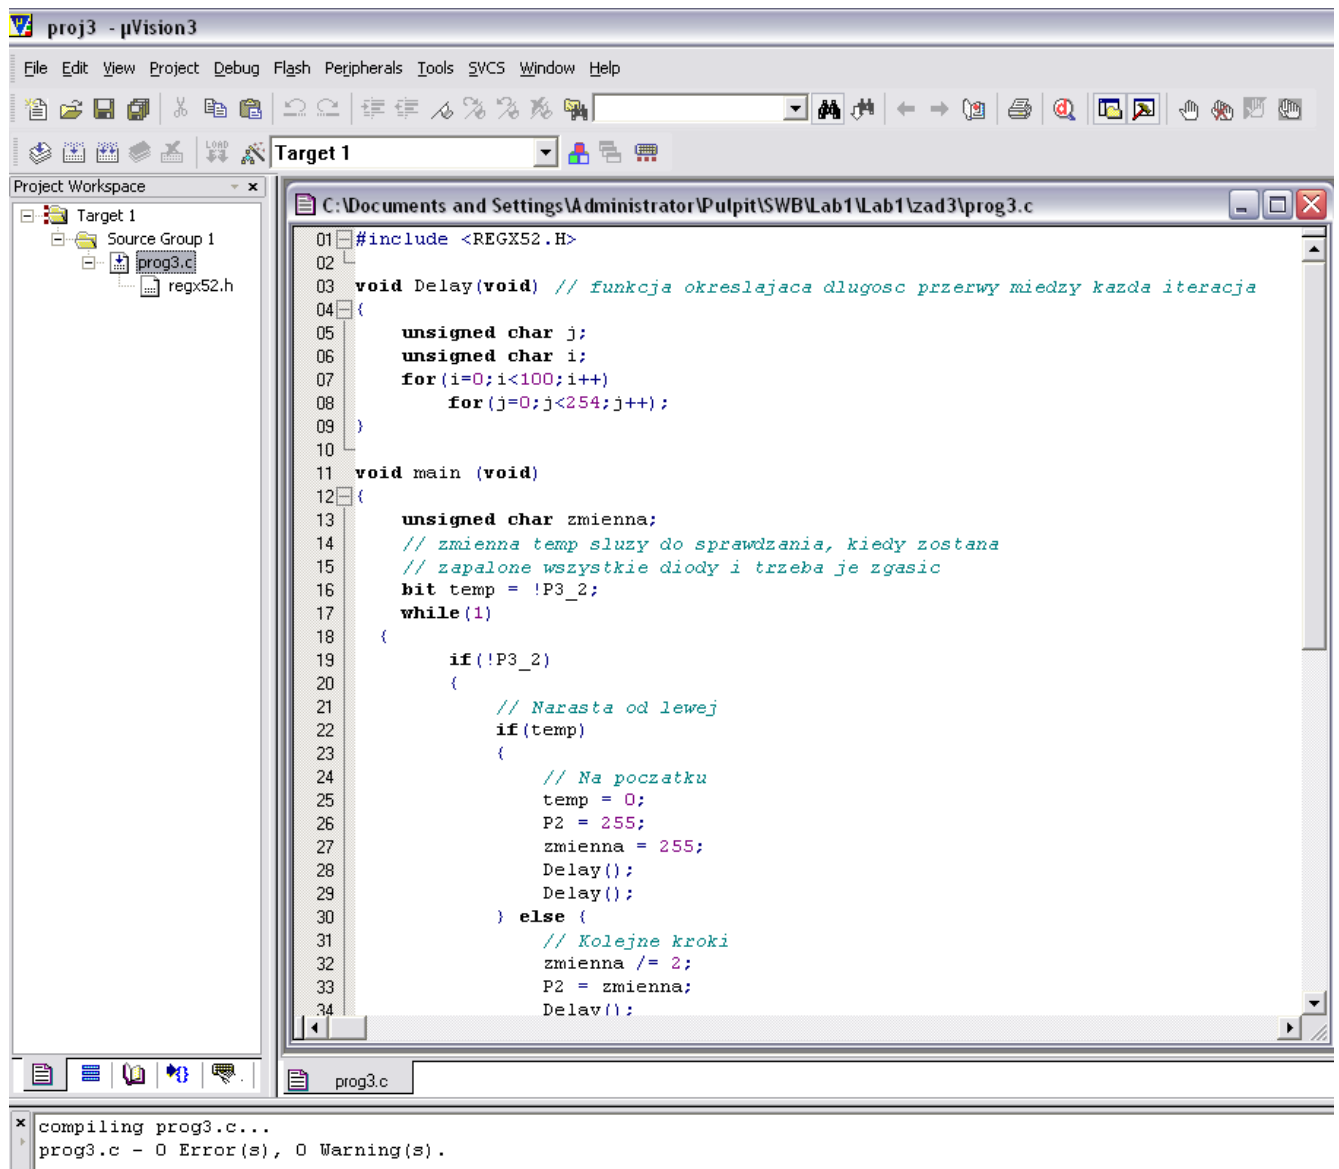 proj3 - µVision3
File Edit View Project Debug Flash Peripherals Tools SVCS Window Help
LOAD
Target 1
Project Workspace
Target 1
Source Group 1
prog3.c
regx52.h
C:\Documents and Settings\Administrator\Pulpit\SWB\Lab1\Lab1\zad3\prog3.c
01 #include <REGX52.H>
02
03 void Delay(void) // funkcja okreslajaca dlugosc przerwy miedzy kazda iteracja
04 {
05 unsigned char j;
06 unsigned char i;
07 for(i=0;i<100;i++)
08 for(j=0;j<254;j++);
09 }
10
11 void main (void)
12 {
13 unsigned char zmienna;
14 // zmienna temp sluzy do sprawdzania, kiedy zostana
15 // zapalone wszystkie diody i trzeba je zgasic
16 bit temp = !P3_2;
17 while(1)
18 {
19 if(!P3_2)
20 {
21 // Narasta od lewej
22 if(temp)
23 {
24 // Na poczatku
25 temp = 0;
26 P2 = 255;
27 zmienna = 255;
28 Delay();
29 Delay();
30 } else {
31 // Kolejne kroki
32 zmienna /= 2;
33 P2 = zmienna;
34 Delay();
prog3.c
compiling prog3.c...
prog3.c - 0 Error(s), 0 Warning(s).